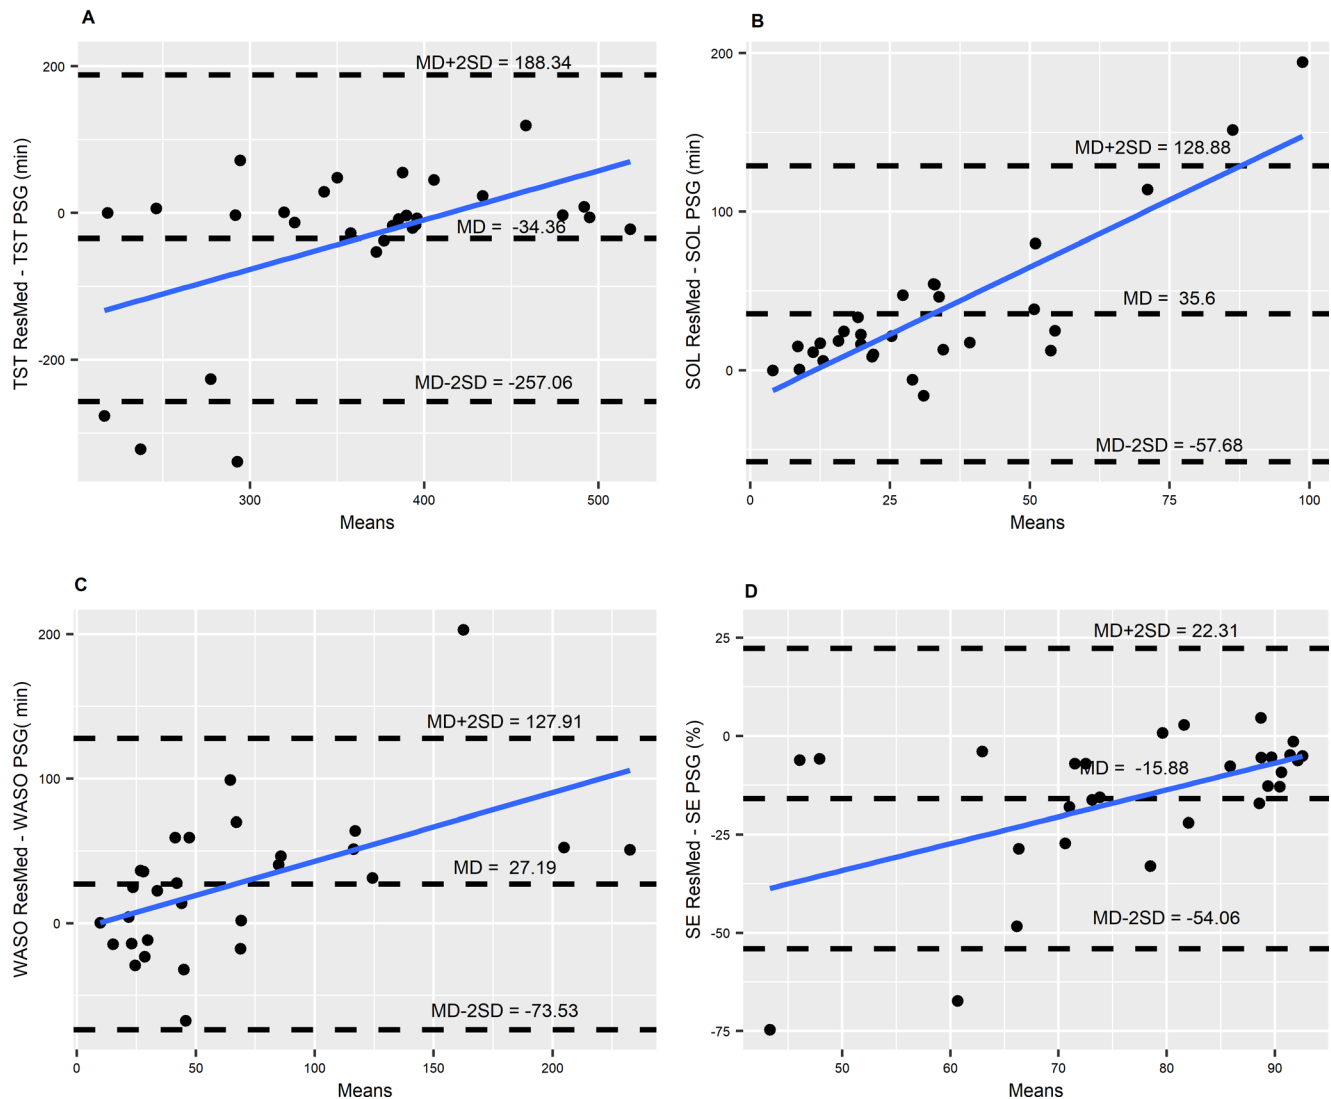 A
TST ResMed - TST PSG (min)
200
0
-200
MD+2SD = 188.34
MD = -34.36
MD-2SD = -257.06
300
400
500
Means
B
SOL ResMed - SOL PSG (min)
200
100
0
MD+2SD = 128.88
MD = 35.6
MD-2SD = -57.68
0
25
50
75
100
Means
C
WASO ResMed - WASO PSG( min)
200
100
0
MD+2SD = 127.91
MD = 27.19
MD-2SD = -73.53
0
50
100
150
200
Means
D
SE ResMed - SE PSG (%)
25
0
-25
-50
-75
MD+2SD = 22.31
MD = -15.88
MD-2SD = -54.06
50
60
70
80
90
Means